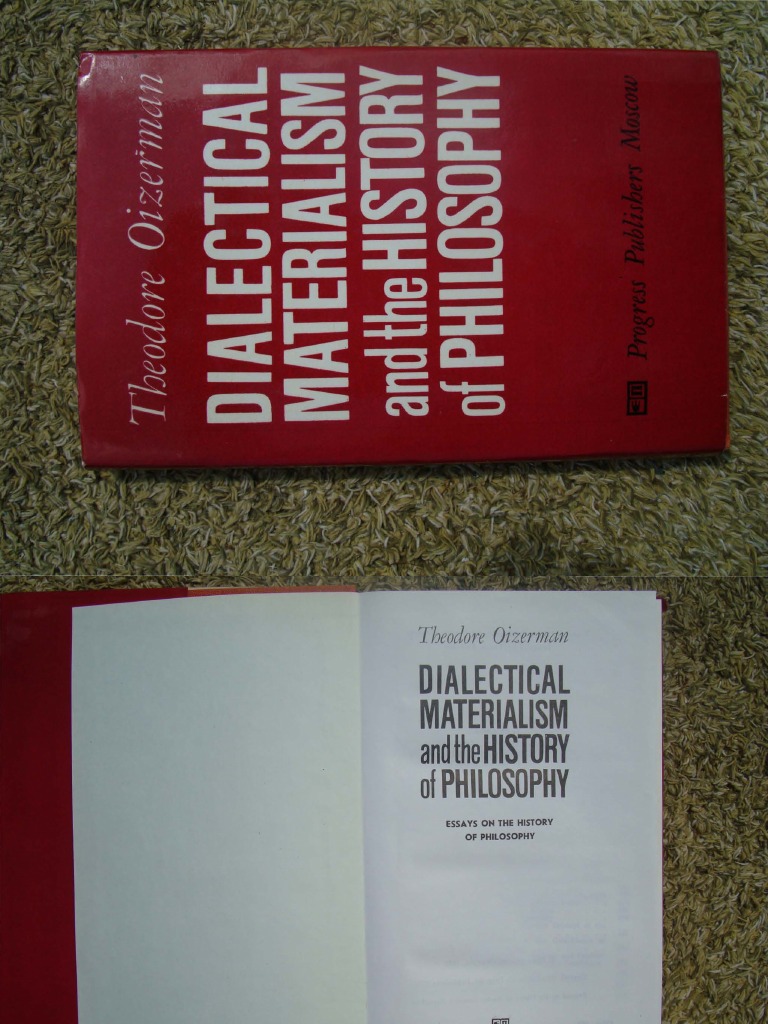 Theodore Oizerman
DIALECTICAL
MATERIALISM
and the HISTORY
of PHILOSOPHY
Progress Publishers Moscow
Theodore Oizerman
DIALECTICAL
MATERIALISM
and the HISTORY
of PHILOSOPHY
ESSAYS ON THE HISTORY
OF PHILOSOPHY